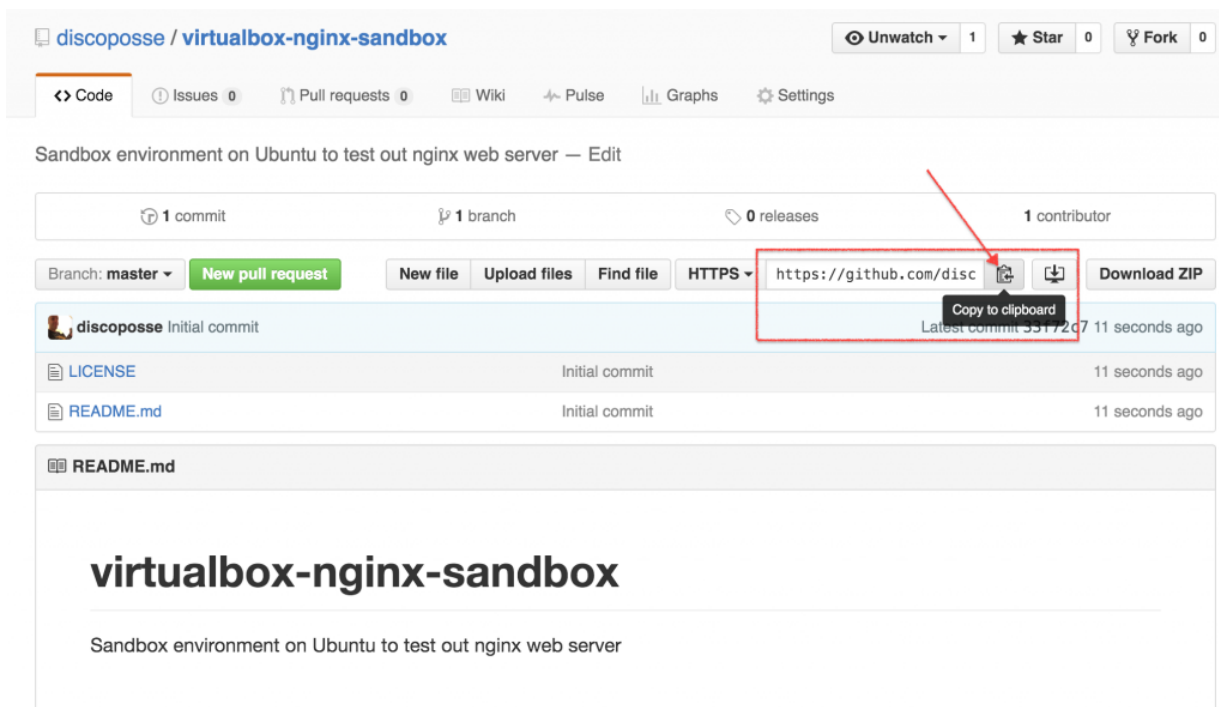 discoposse / virtualbox-nginx-sandbox
Unwatch 1
Star 0
Fork 0
Code
Issues 0
Pull requests 0
Wiki
Pulse
Graphs
Settings
Sandbox environment on Ubuntu to test out nginx web server — Edit
1 commit
1 branch
0 releases
1 contributor
Branch: master
New pull request
New file
Upload files
Find file
HTTPS
https://github.com/disc
Download ZIP
Copy to clipboard
discoposse Initial commit
Latest commit 33f72c7 11 seconds ago
LICENSE
Initial commit
11 seconds ago
README.md
Initial commit
11 seconds ago
README.md
virtualbox-nginx-sandbox
Sandbox environment on Ubuntu to test out nginx web server